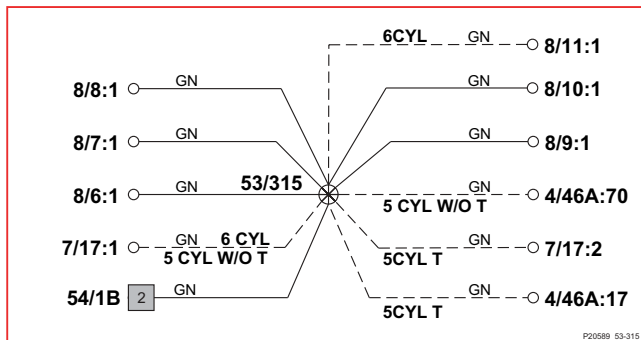 6CYL GN 8/11:1
8/8:1 GN GN 8/10:1
8/7:1 GN GN 8/9:1
8/6:1 GN 53/315 GN 4/46A:70
5 CYL W/O T
7/17:1 GN 6 CYL GN 7/17:2
5 CYL W/O T 5CYL T
54/1B 2 GN GN 4/46A:17
5CYL T
P20589_53-315